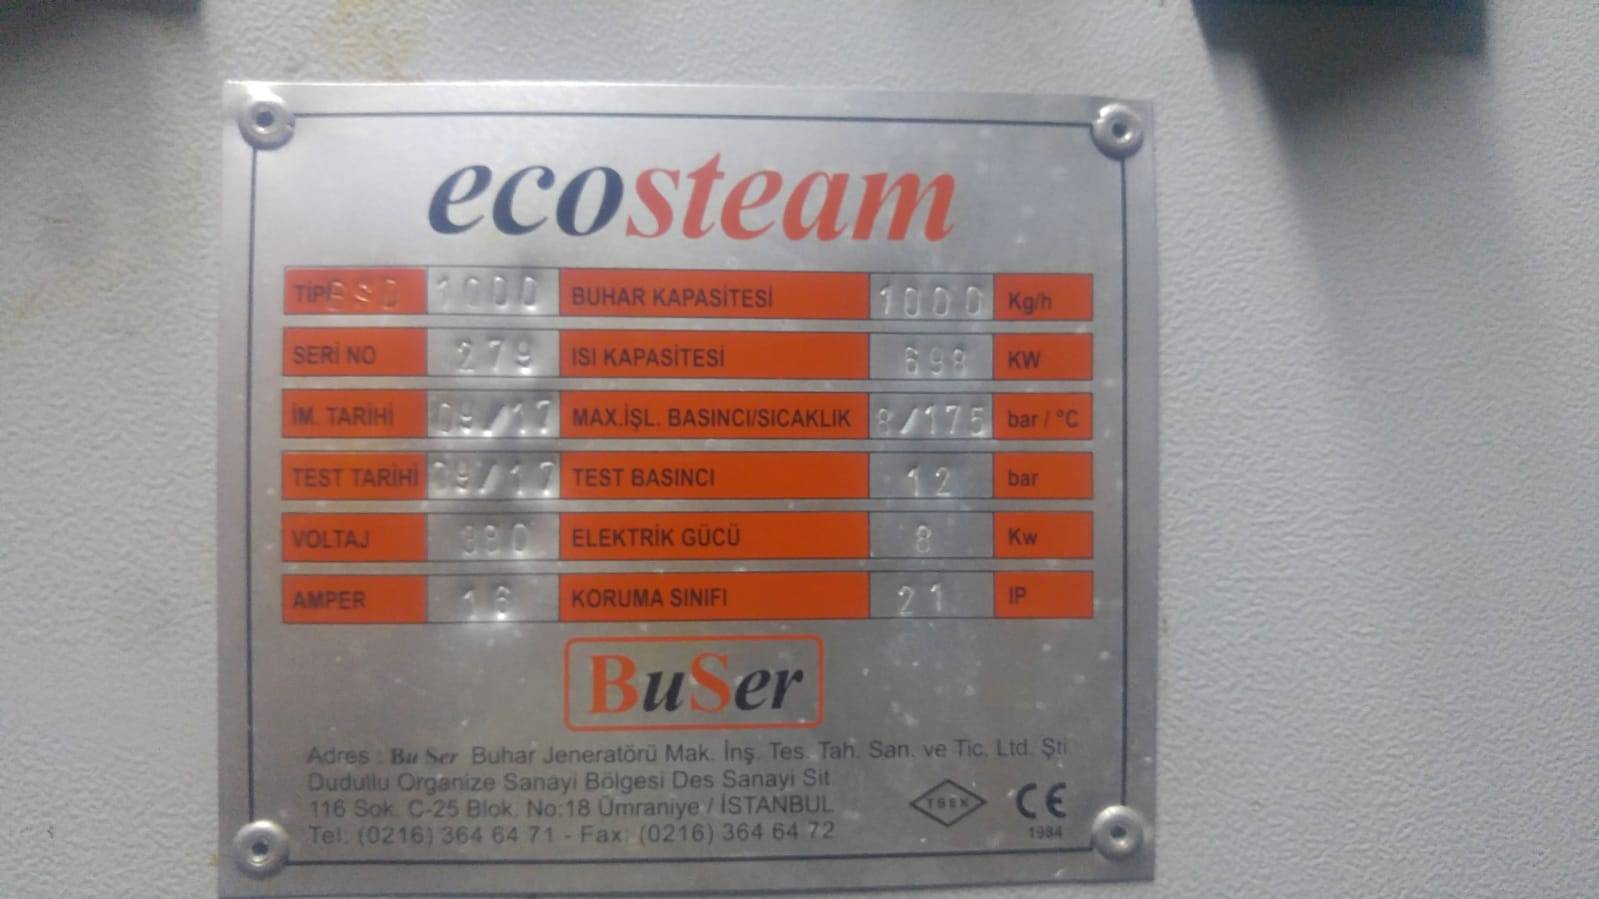 ecosteam
TİPİ BSD 1000 BUHAR KAPASİTESİ 1000 Kg/h
SERİ NO 279 ISI KAPASİTESİ 698 KW
İM. TARİHİ 09/17 MAX.İŞL. BASINCI/SICAKLIK 8/175 bar / °C
TEST TARİHİ 09/17 TEST BASINCI 12 bar
VOLTAJ 380 ELEKTRİK GÜCÜ 8 Kw
AMPER 16 KORUMA SINIFI 21 IP
BuSer
Adres : Bu Ser Buhar Jeneratörü Mak. İnş. Tes. Tah. San. ve Tic. Ltd. Şti.
Dudullu Organize Sanayi Bölgesi Des Sanayi Sit
116 Sok. C-25 Blok. No:18 Ümraniye / İSTANBUL
Tel: (0216) 364 64 71 - Fax: (0216) 364 64 72
TBEK CE
1984